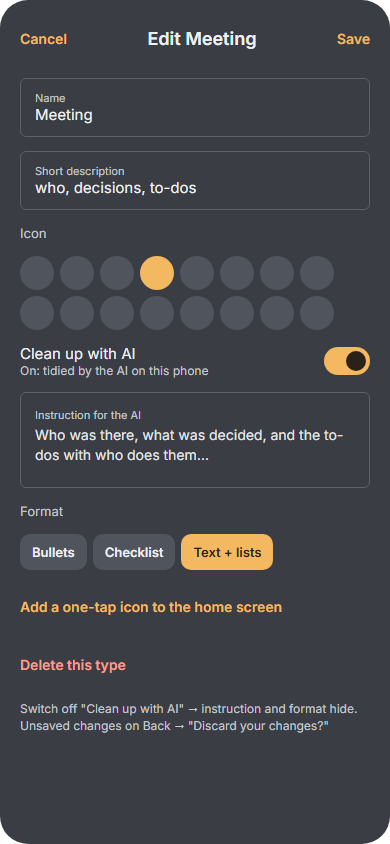 Cancel Edit Meeting Save
Name
Meeting
Short description
who, decisions, to-dos
Icon
Clean up with AI
On: tidied by the AI on this phone
Instruction for the AI
Who was there, what was decided, and the to-
dos with who does them...
Format
Bullets Checklist Text + lists
Add a one-tap icon to the home screen
Delete this type
Switch off "Clean up with AI" → instruction and format hide.
Unsaved changes on Back → "Discard your changes?"